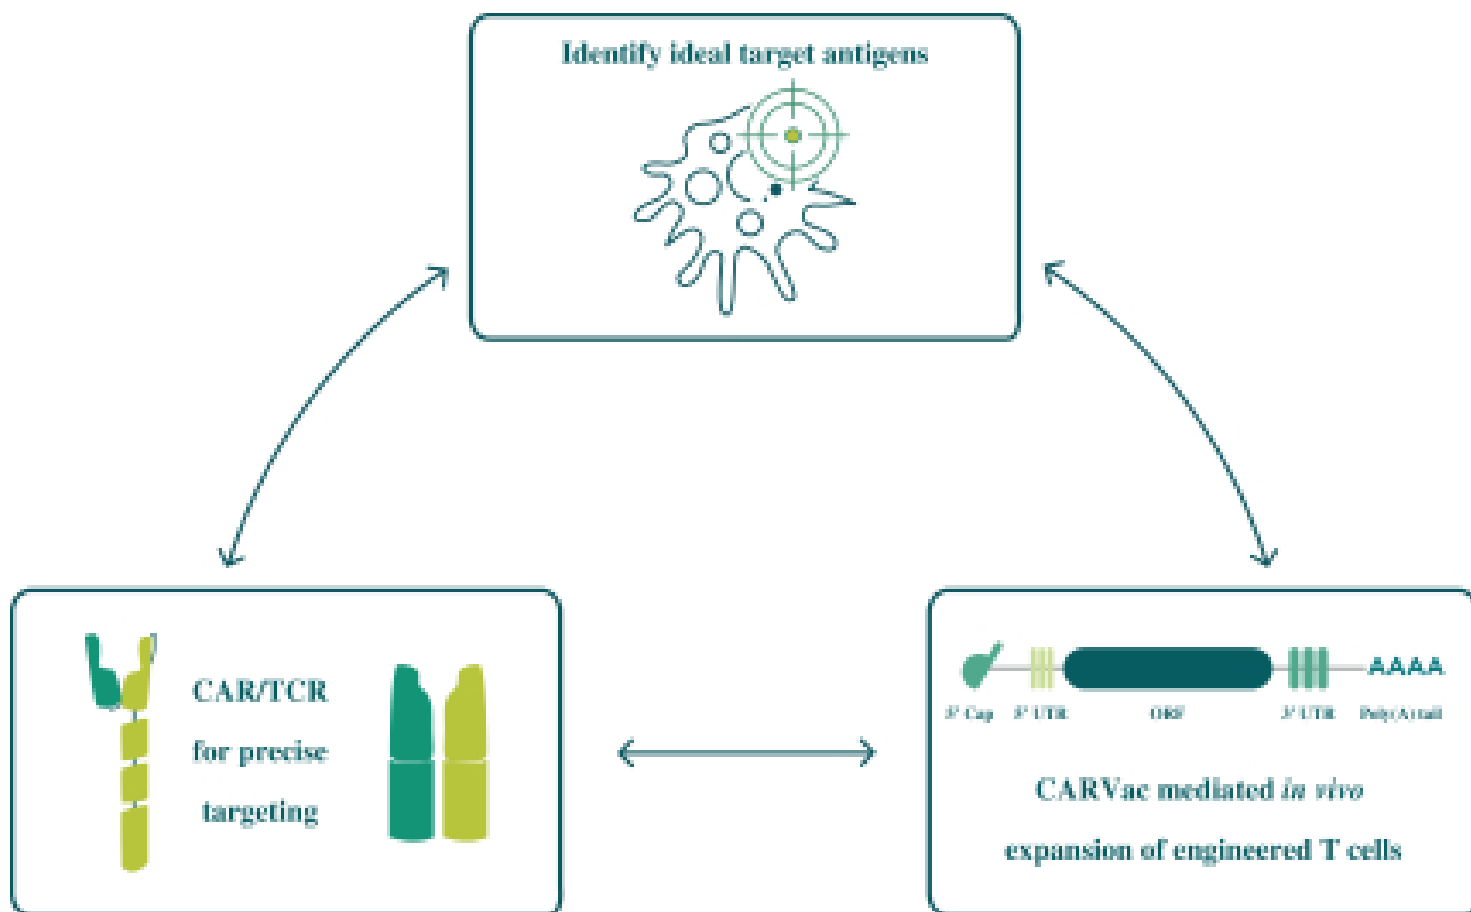 Identify ideal target antigens
CAR/TCR
for precise
targeting
AAAA
5' Cap 5' UTR ORF 3' UTR Poly(A) tail
CARVac mediated in vivo
expansion of engineered T cells